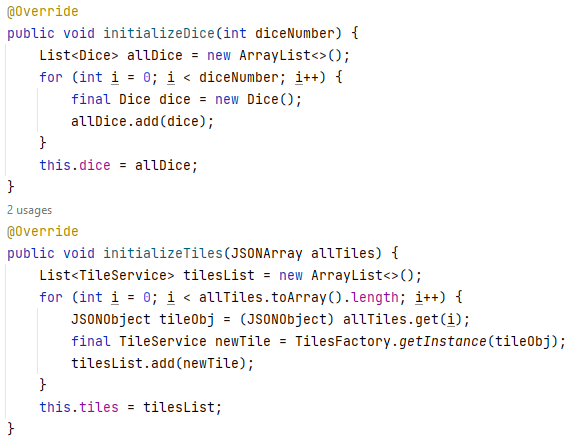 @Override
public void initializeDice(int diceNumber) {
    List<Dice> allDice = new ArrayList<>();
    for (int i = 0; i < diceNumber; i++) {
        final Dice dice = new Dice();
        allDice.add(dice);
    }
    this.dice = allDice;
}
2 usages
@Override
public void initializeTiles(JSONArray allTiles) {
    List<TileService> tilesList = new ArrayList<>();
    for (int i = 0; i < allTiles.toArray().length; i++) {
        JSONObject tileObj = (JSONObject) allTiles.get(i);
        final TileService newTile = TilesFactory.getInstance(tileObj);
        tilesList.add(newTile);
    }
    this.tiles = tilesList;
}